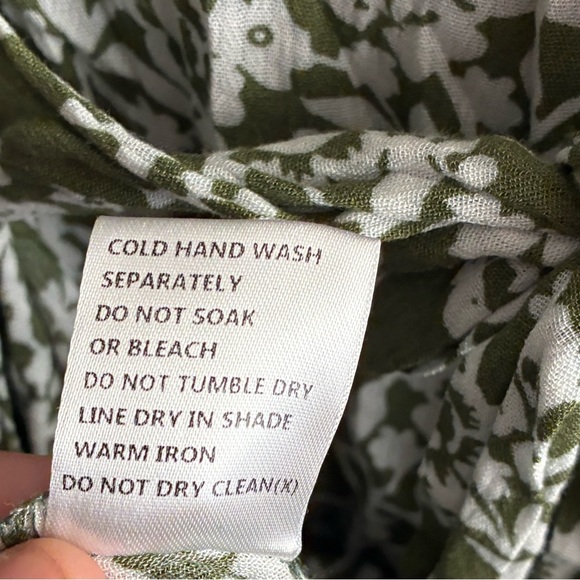 COLD HAND WASH
SEPARATELY
DO NOT SOAK
OR BLEACH
DO NOT TUMBLE DRY
LINE DRY IN SHADE
WARM IRON
DO NOT DRY CLEAN(X)